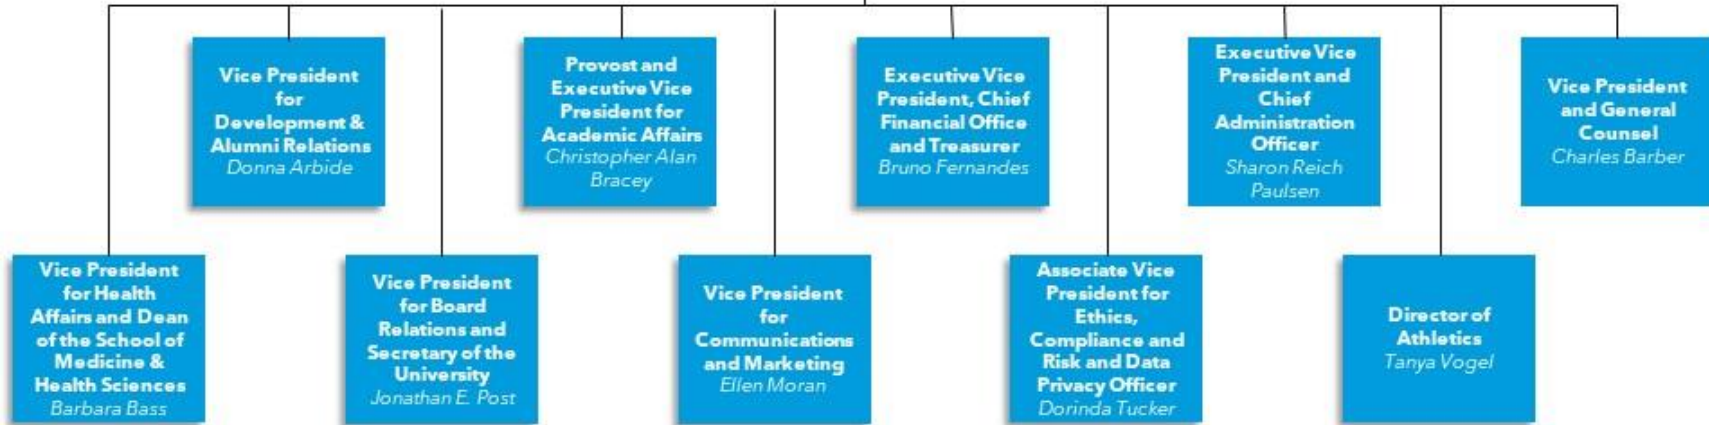 Vice President
for
Development &
Alumni Relations
Donna Arbide
Provost and
Executive Vice
President for
Academic Affairs
Christopher Alan
Bracey
Executive Vice
President, Chief
Financial Office
and Treasurer
Bruno Fernandes
Executive Vice
President and
Chief
Administration
Officer
Sharon Reich
Paulsen
Vice President
and General
Counsel
Charles Barber
Vice President
for Health
Affairs and Dean
of the School of
Medicine &
Health Sciences
Barbara Bass
Vice President
for Board
Relations and
Secretary of the
University
Jonathan E. Post
Vice President
for
Communications
and Marketing
Ellen Moran
Associate Vice
President for
Ethics,
Compliance and
Risk and Data
Privacy Officer
Dorinda Tucker
Director of
Athletics
Tanya Vogel